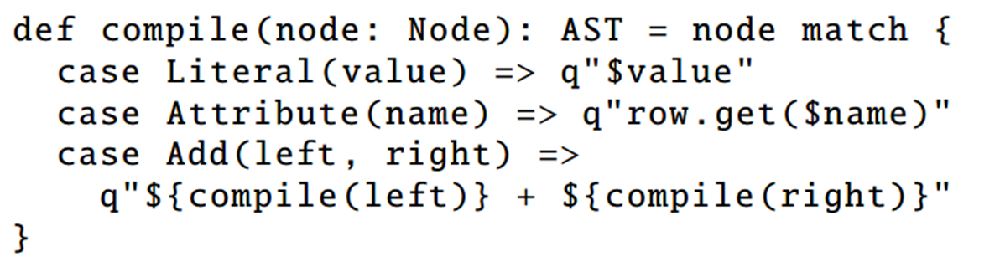 def compile(node: Node): AST = node match {
  case Literal(value) => q"$value"
  case Attribute(name) => q"row.get($name)"
  case Add(left, right) =>
    q"${compile(left)} + ${compile(right)}"
}